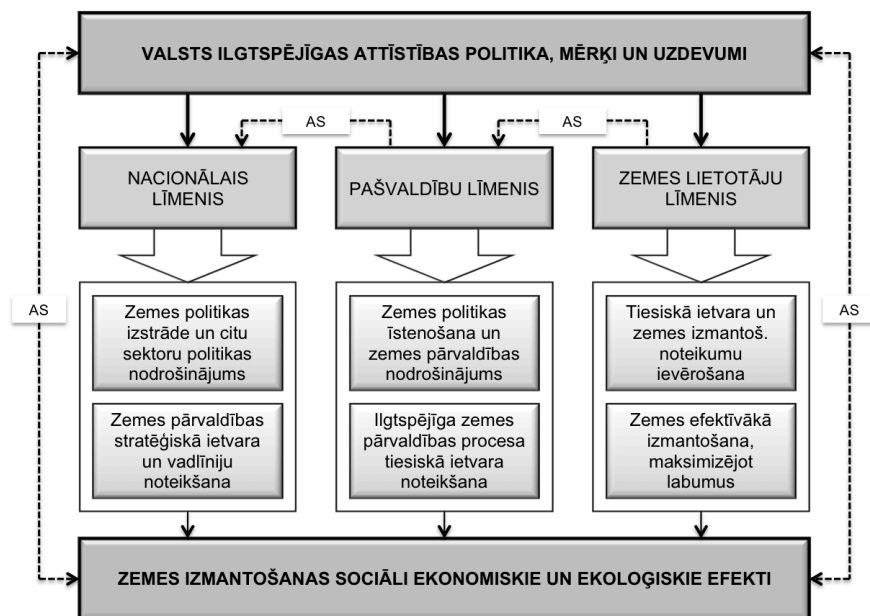 VALSTS ILGTSPĒJĪGAS ATTĪSTĪBAS POLITIKA, MĒRĶI UN UZDEVUMI
AS
AS
NACIONĀLAIS
LĪMENIS
PAŠVALDĪBU LĪMENIS
ZEMES LIETOTĀJU
LĪMENIS
AS
AS
Zemes politikas
izstrāde un citu
sektoru politikas
nodrošinājums
Zemes politikas
īstenošana un
zemes pārvaldības
nodrošinājums
Tiesiskā ietvara un
zemes izmantoš.
noteikumu
ievērošana
Zemes pārvaldības
stratēģiskā ietvara
un vadlīniju
noteikšana
Ilgtspējīga zemes
pārvaldības procesa
tiesiskā ietvara
noteikšana
Zemes efektīvākā
izmantošana,
maksimizējot
labumus
ZEMES IZMANTOŠANAS SOCIĀLI EKONOMISKIE UN EKOLOĢISKIE EFEKTI